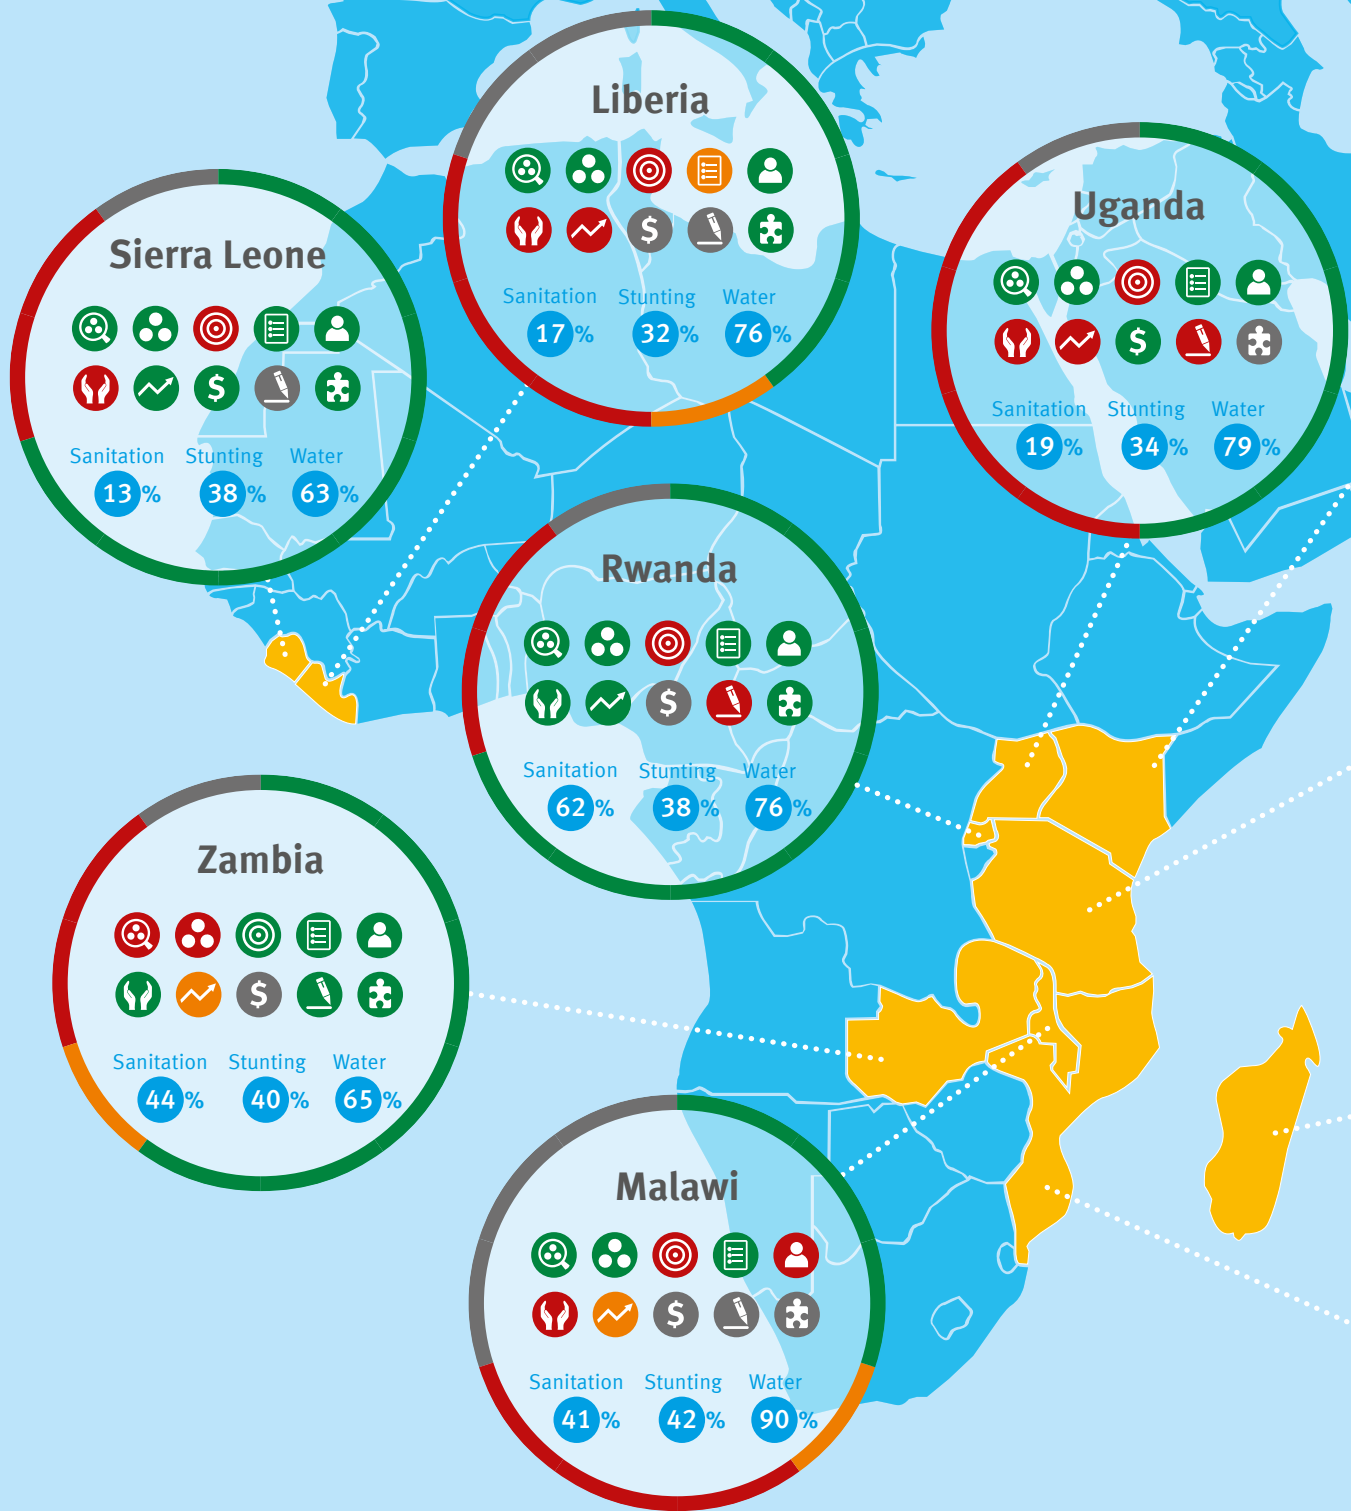 Liberia
$
Sanitation Stunting Water
17 % 32 % 76 %
Uganda
$
Sanitation Stunting Water
19 % 34 % 79 %
Sierra Leone
$
Sanitation Stunting Water
13 % 38 % 63 %
Rwanda
$
Sanitation Stunting Water
62 % 38 % 76 %
Zambia
$
Sanitation Stunting Water
44 % 40 % 65 %
Malawi
$
Sanitation Stunting Water
41 % 42 % 90 %